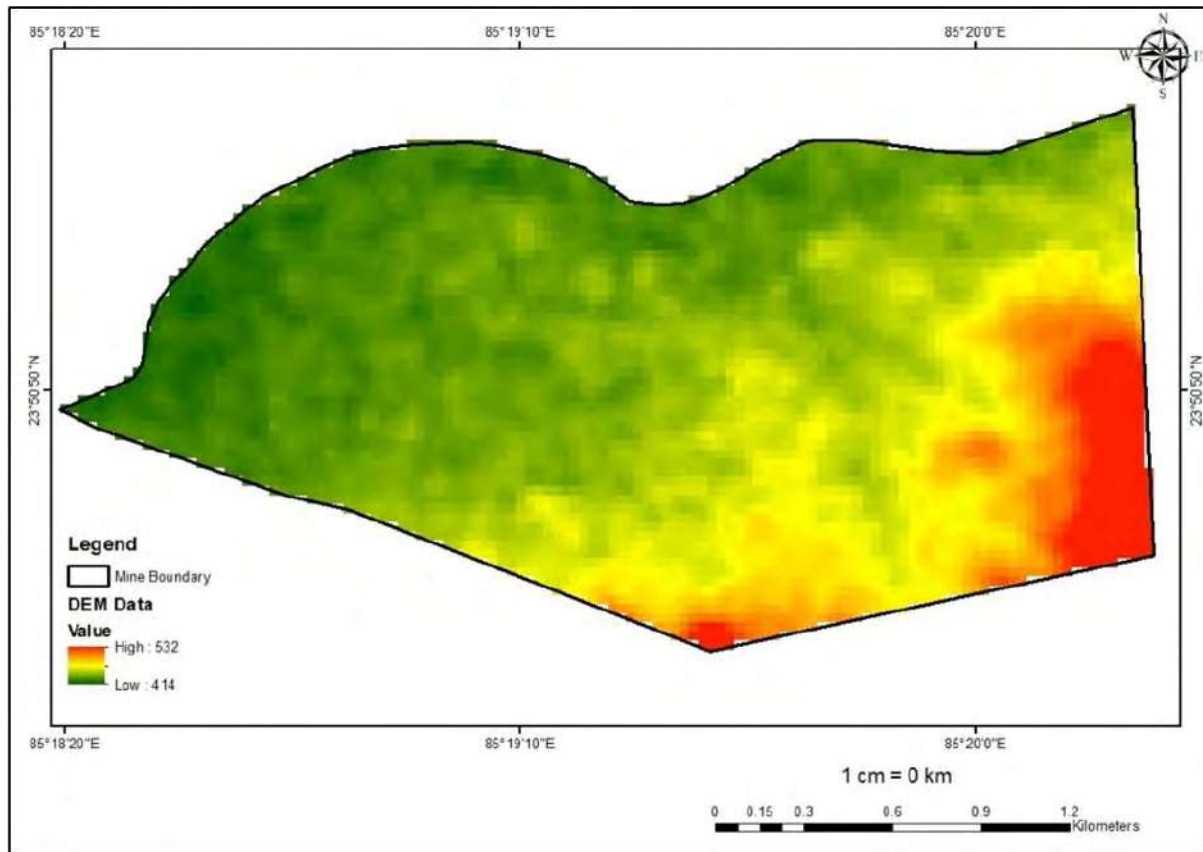 85°18'20"E 85°19'10"E 85°20'0"E
N
W E
S
23°50'50"N 23°50'50"N
Legend
Mine Boundary
DEM Data
Value
High : 532
Low : 414
85°18'20"E 85°19'10"E 85°20'0"E
1 cm = 0 km
0 0.15 0.3 0.6 0.9 1.2
Kilometers